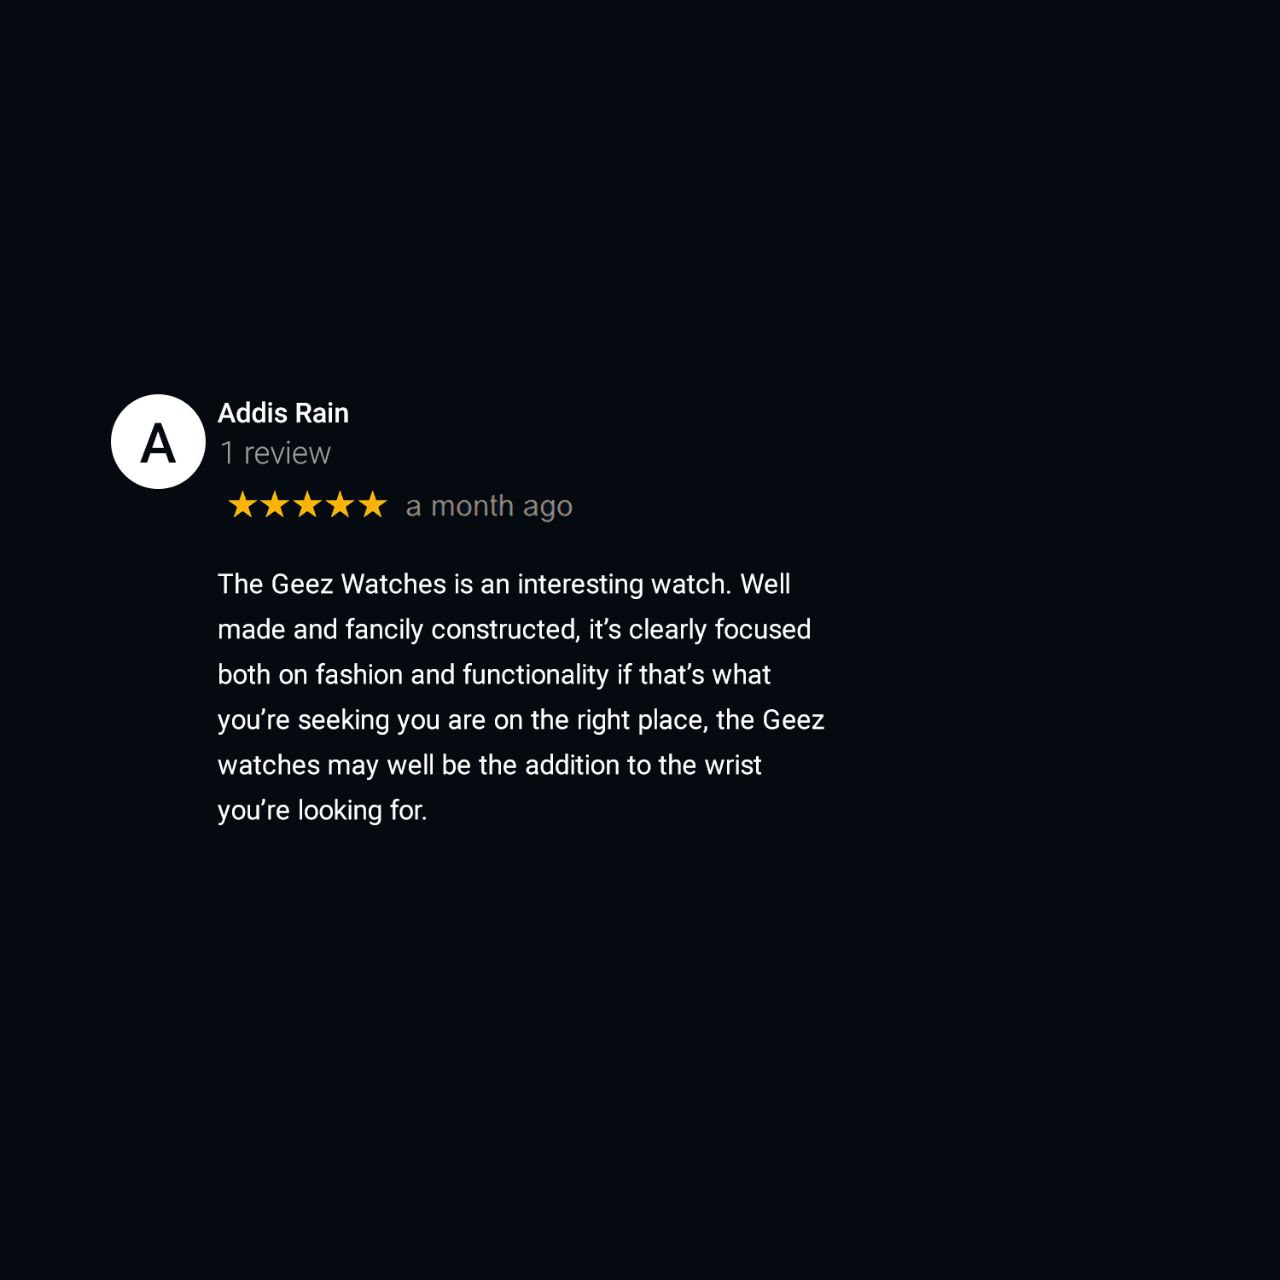 A
Addis Rain
1 review
★★★★★ a month ago
The Geez Watches is an interesting watch. Well
made and fancily constructed, it’s clearly focused
both on fashion and functionality if that’s what
you’re seeking you are on the right place, the Geez
watches may well be the addition to the wrist
you’re looking for.